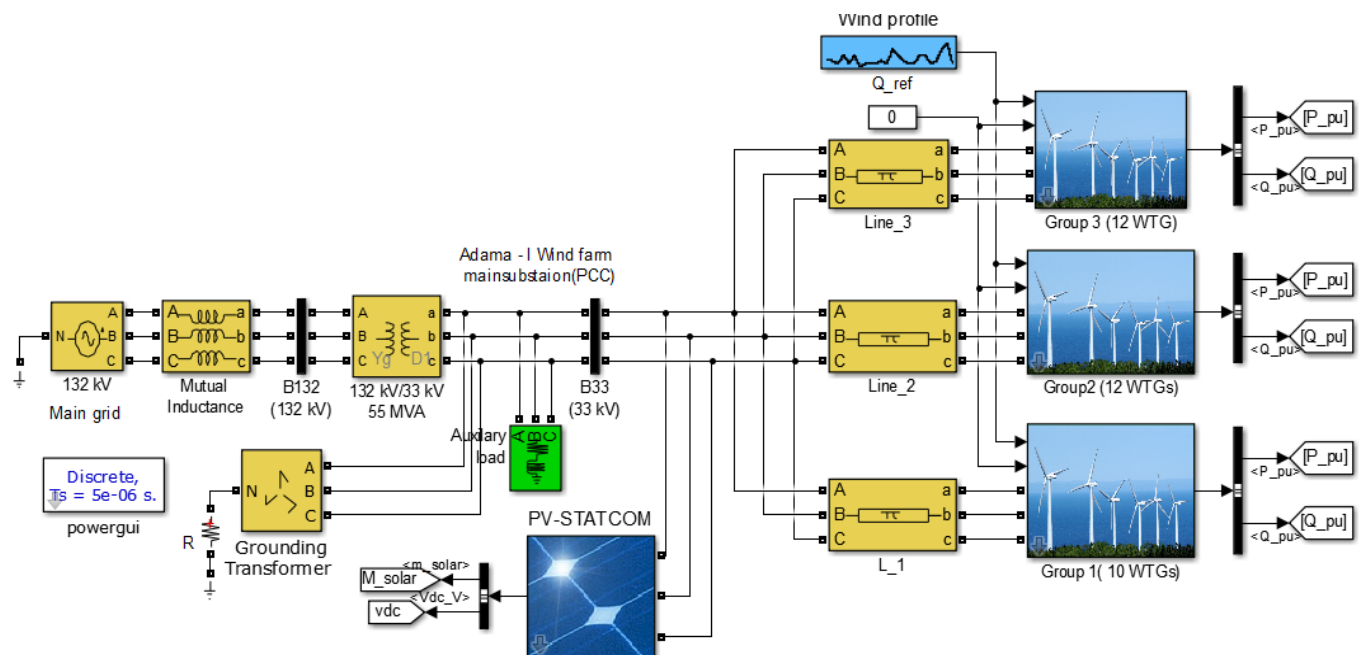 Wind profile
Q_ref
0
A a
B b
C c
Line_3
Group 3 (12 WTG)
<P_pu>
[P_pu]
<Q_pu>
[Q_pu]
Adama - I Wind farm
mainsubstaion(PCC)
N A B C
132 kV
Main grid
A a
B b
C c
Mutual
Inductance
B132
(132 kV)
A a
B b
C c
Yg D1
132 kV/33 kV
55 MVA
B33
(33 kV)
A a
B b
C c
Line_2
Group2 (12 WTGs)
<P_pu>
[P_pu]
<Q_pu>
[Q_pu]
Auxilary
load
A B C
Discrete,
Ts = 5e-06 s.
powergui
R
N A B C
Grounding
Transformer
PV-STATCOM
<m_solar>
M_solar
<Vdc_V>
vdc
A a
B b
C c
L_1
Group 1( 10 WTGs)
<P_pu>
[P_pu]
<Q_pu>
[Q_pu]